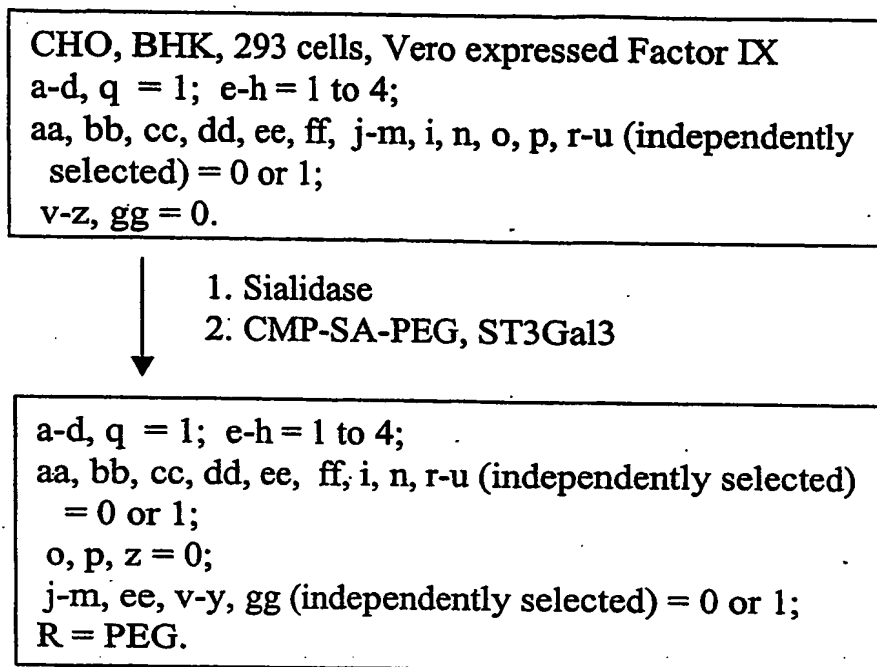 CHO, BHK, 293 cells, Vero expressed Factor IX
a-d, q = 1; e-h = 1 to 4;
aa, bb, cc, dd, ee, ff, j-m, i, n, o, p, r-u (independently
selected) = 0 or 1;
v-z, gg = 0.
1. Sialidase
2. CMP-SA-PEG, ST3Gal3
a-d, q = 1; e-h = 1 to 4;
aa, bb, cc, dd, ee, ff, i, n, r-u (independently selected)
= 0 or 1;
o, p, z = 0;
j-m, ee, v-y, gg (independently selected) = 0 or 1;
R = PEG.